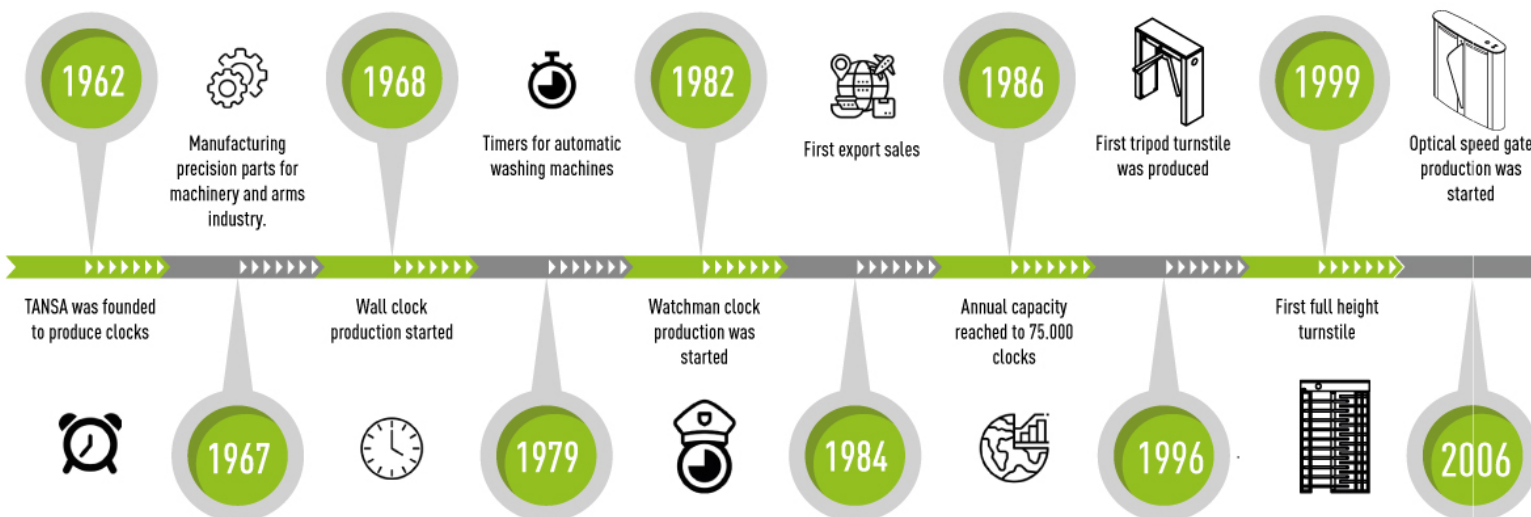 1962
TANSA was founded
to produce clocks
Manufacturing
precision parts for
machinery and arms
industry.
1967
1968
Wall clock
production started
Timers for automatic
washing machines
1979
1982
Watchman clock
production was
started
First export sales
1984
1986
Annual capacity
reached to 75.000
clocks
First tripod turnstile
was produced
1996
1999
First full height
turnstile
Optical speed gate
production was
started
2006